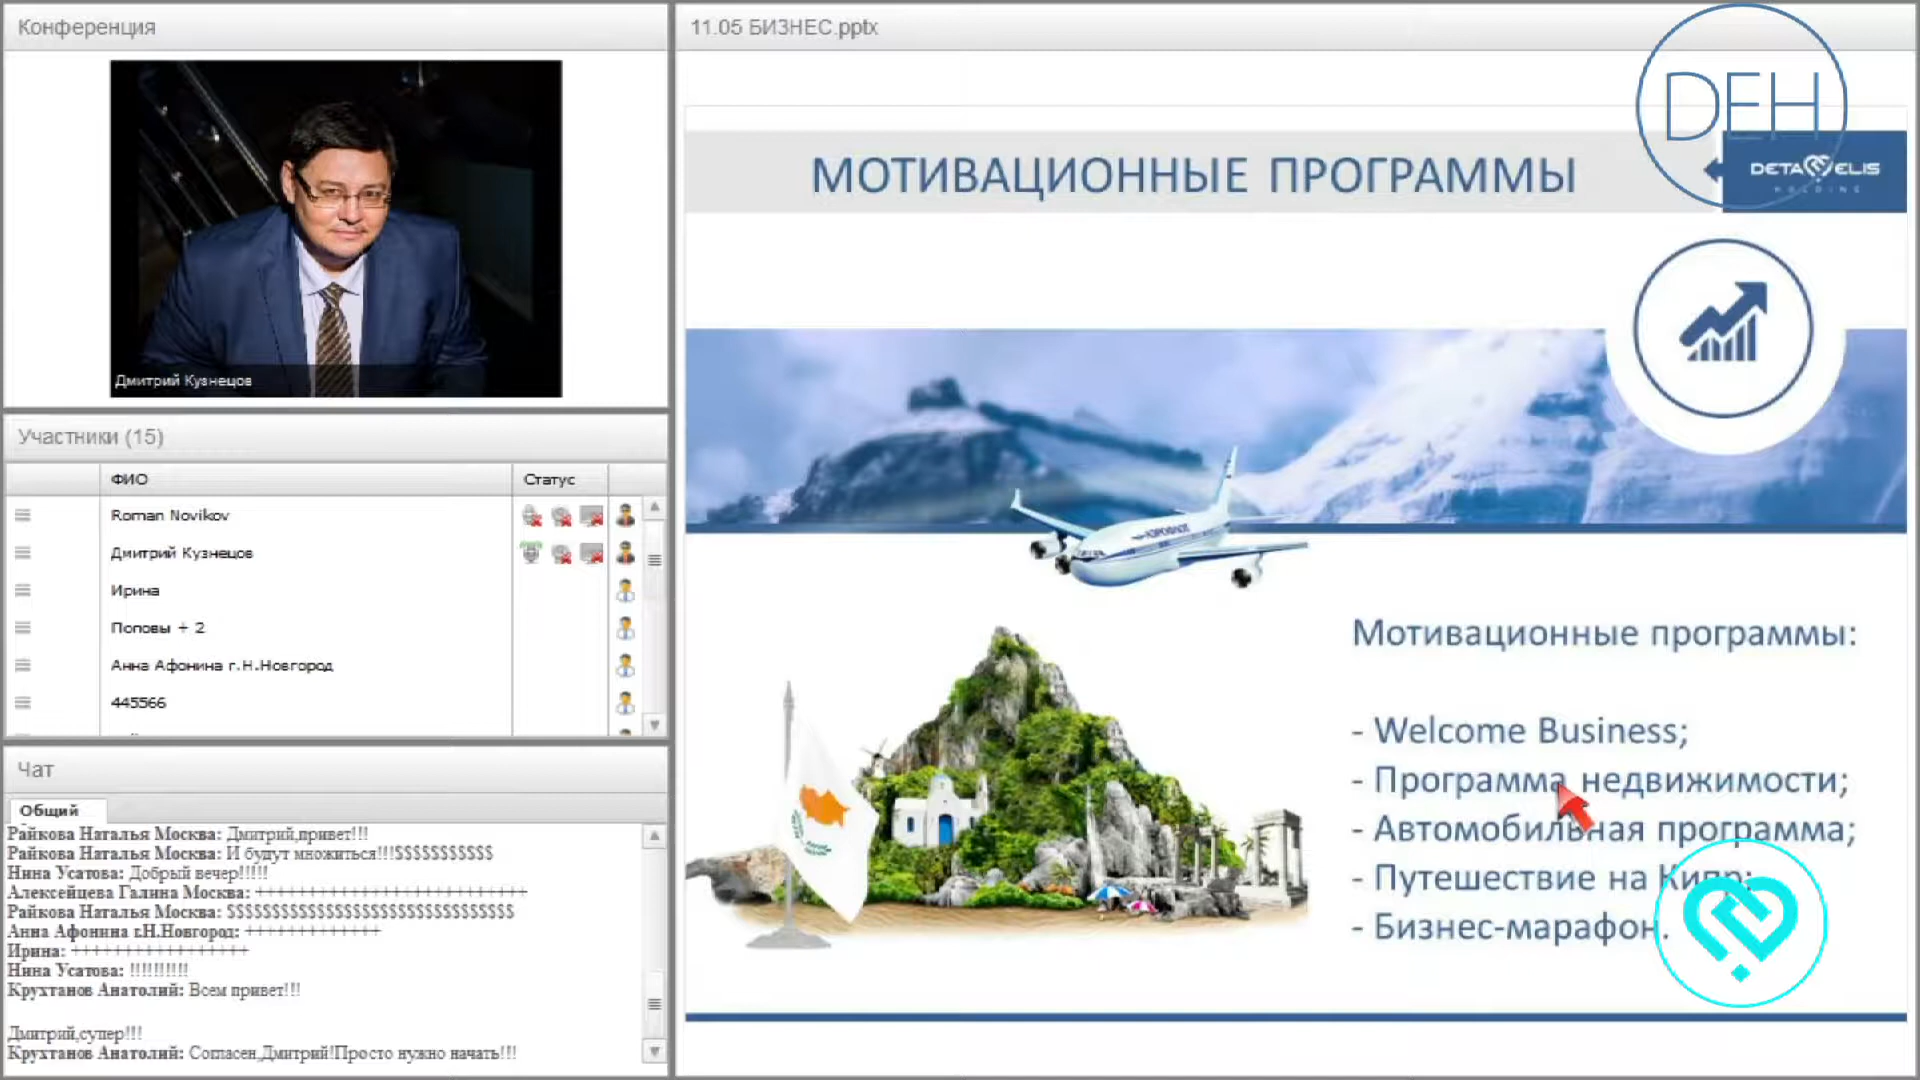 Конференция
Дмитрий Кузнецов
Участники (15)
ФИО Статус
Roman Novikov
Дмитрий Кузнецов
Ирина
Поповы + 2
Анна Афонина г.Н.Новгород
445566
Чат
Общий
Райкова Наталья Москва: Дмитрий,привет!!!
Райкова Наталья Москва: И будут множиться!!!$$$$$$$$$$$
Нина Усатова: Добрый вечер!!!!!
Алексейцева Галина Москва: +++++++++++++++++++++++++++
Райкова Наталья Москва: $$$$$$$$$$$$$$$$$$$$$$$$$$$$$$$$
Анна Афонина г.Н.Новгород: +++++++++++++
Ирина: +++++++++++++++++
Нина Усатова: !!!!!!!!!!
Крухтанов Анатолий: Всем привет!!!
Дмитрий,супер!!!
Крухтанов Анатолий: Согласен,Дмитрий!Просто нужно начать!!!
11.05 БИЗНЕС.pptx
DEH
МОТИВАЦИОННЫЕ ПРОГРАММЫ
DETA ELIS
HOLDING
АЭРОФЛОТ
Мотивационные программы:
- Welcome Business;
- Программа недвижимости;
- Автомобильная программа;
- Путешествие на Кипр;
- Бизнес-марафон.